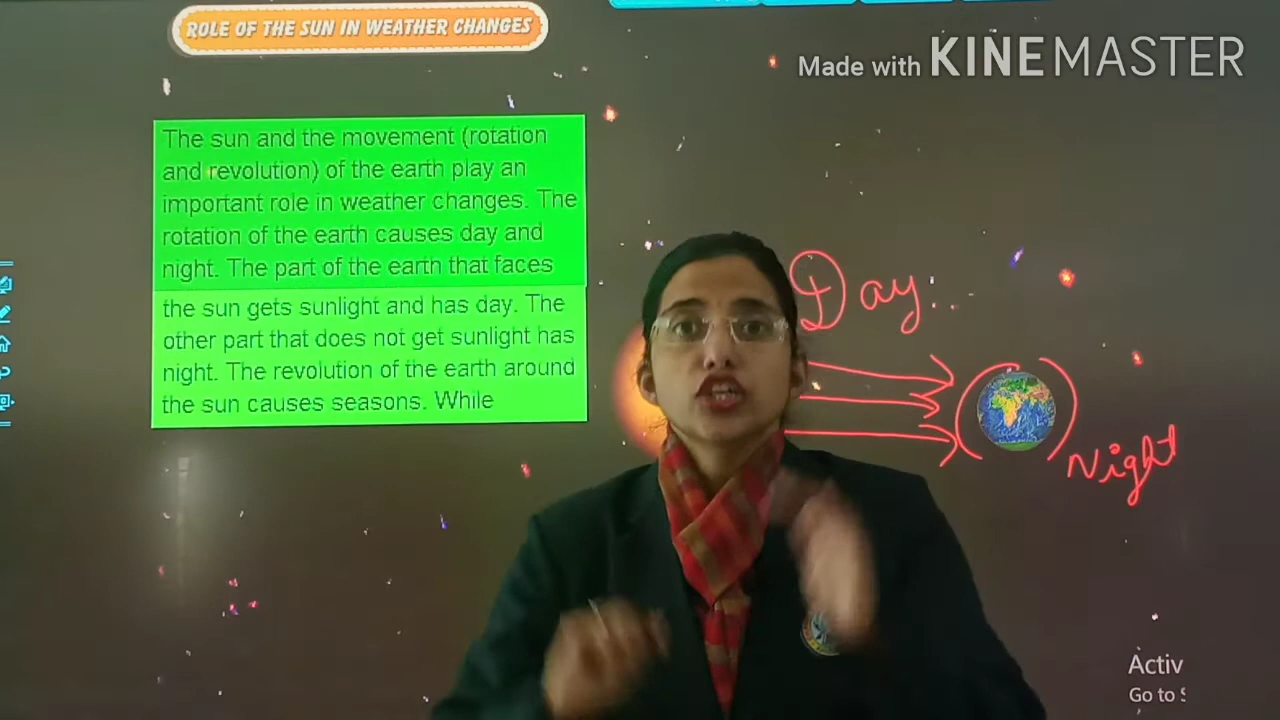 ROLE OF THE SUN IN WEATHER CHANGES
Made with KINEMASTER
The sun and the movement (rotation
and revolution) of the earth play an
important role in weather changes. The
rotation of the earth causes day and
night. The part of the earth that faces
the sun gets sunlight and has day. The
other part that does not get sunlight has
night. The revolution of the earth around
the sun causes seasons. While
Day
Night
Activ
Go to S